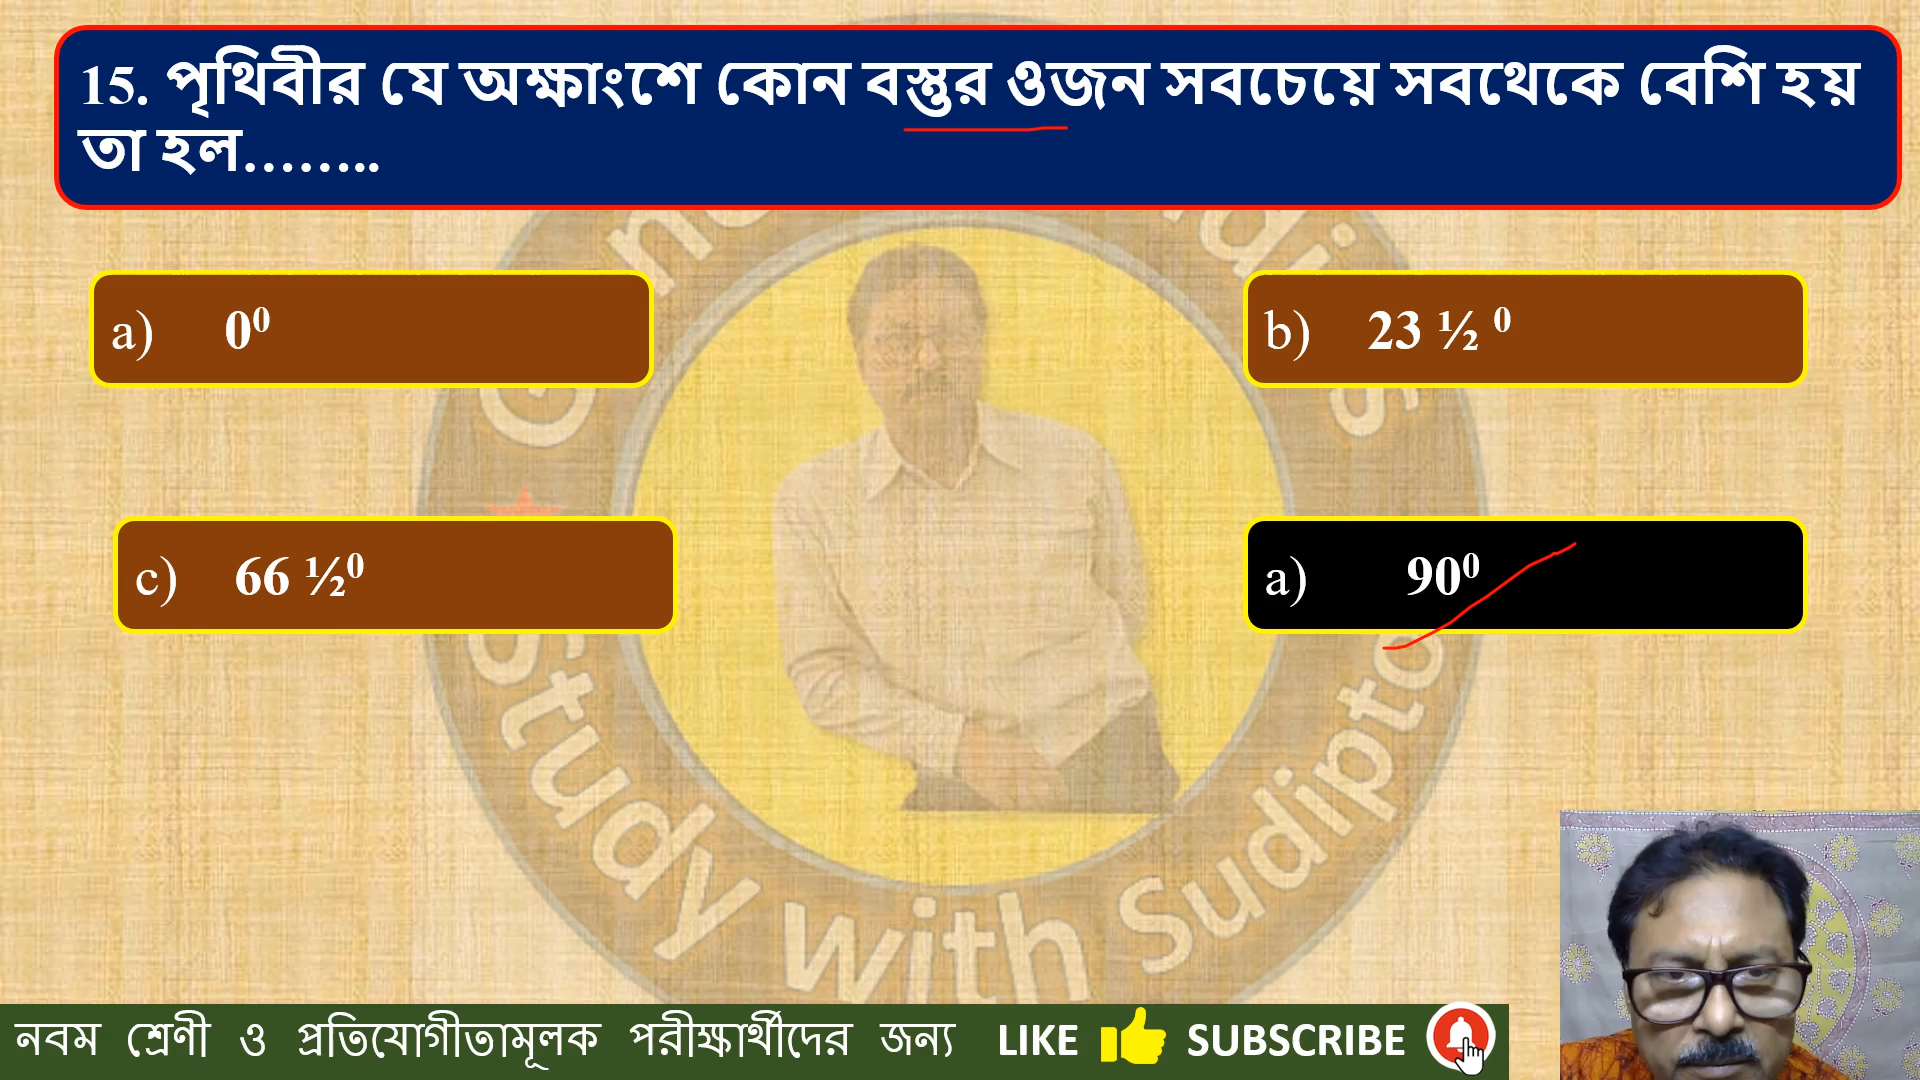 15. পৃথিবীর যে অক্ষাংশে কোন বস্তুর ওজন সবচেয়ে সবথেকে বেশি হয়
তা হল……..
a) 0⁰
b) 23 ½ ⁰
c) 66 ½⁰
a) 90⁰
Study with Sudipto
নবম শ্রেণী ও প্রতিযোগীতামূলক পরীক্ষার্থীদের জন্য LIKE SUBSCRIBE